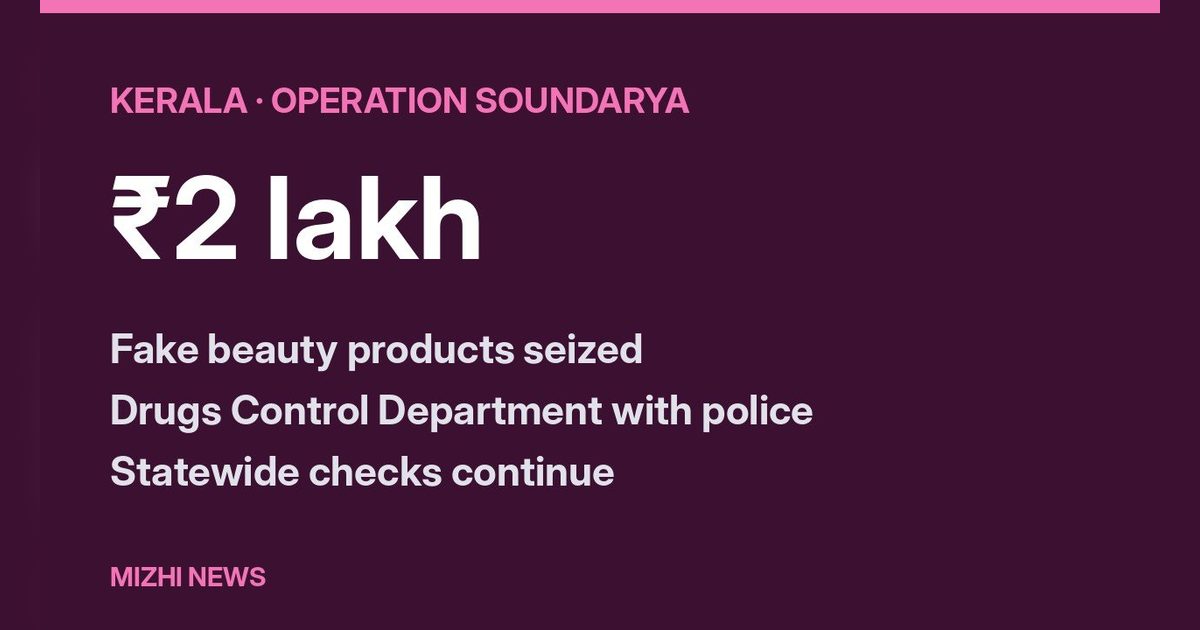 KERALA · OPERATION SOUNDARYA
₹2 lakh
Fake beauty products seized
Drugs Control Department with police
Statewide checks continue
MIZHI NEWS